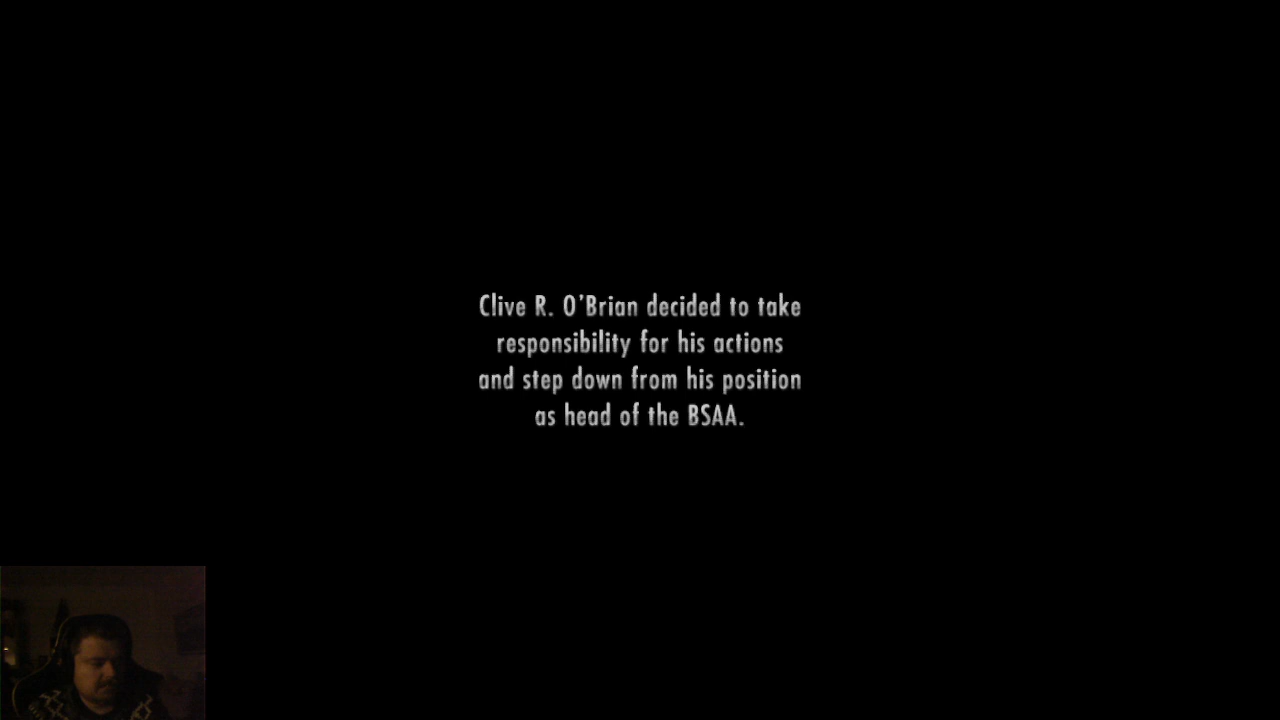 Clive R. O'Brian decided to take
responsibility for his actions
and step down from his position
as head of the BSAA.